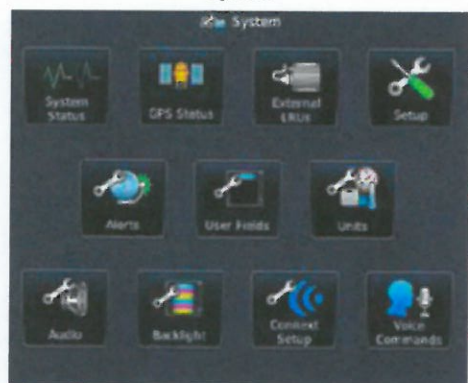 System
System Status
GPS Status
External LRUs
Setup
Alerts
User Fields
Units
Audio
Backlight
Connext Setup
Voice Commands